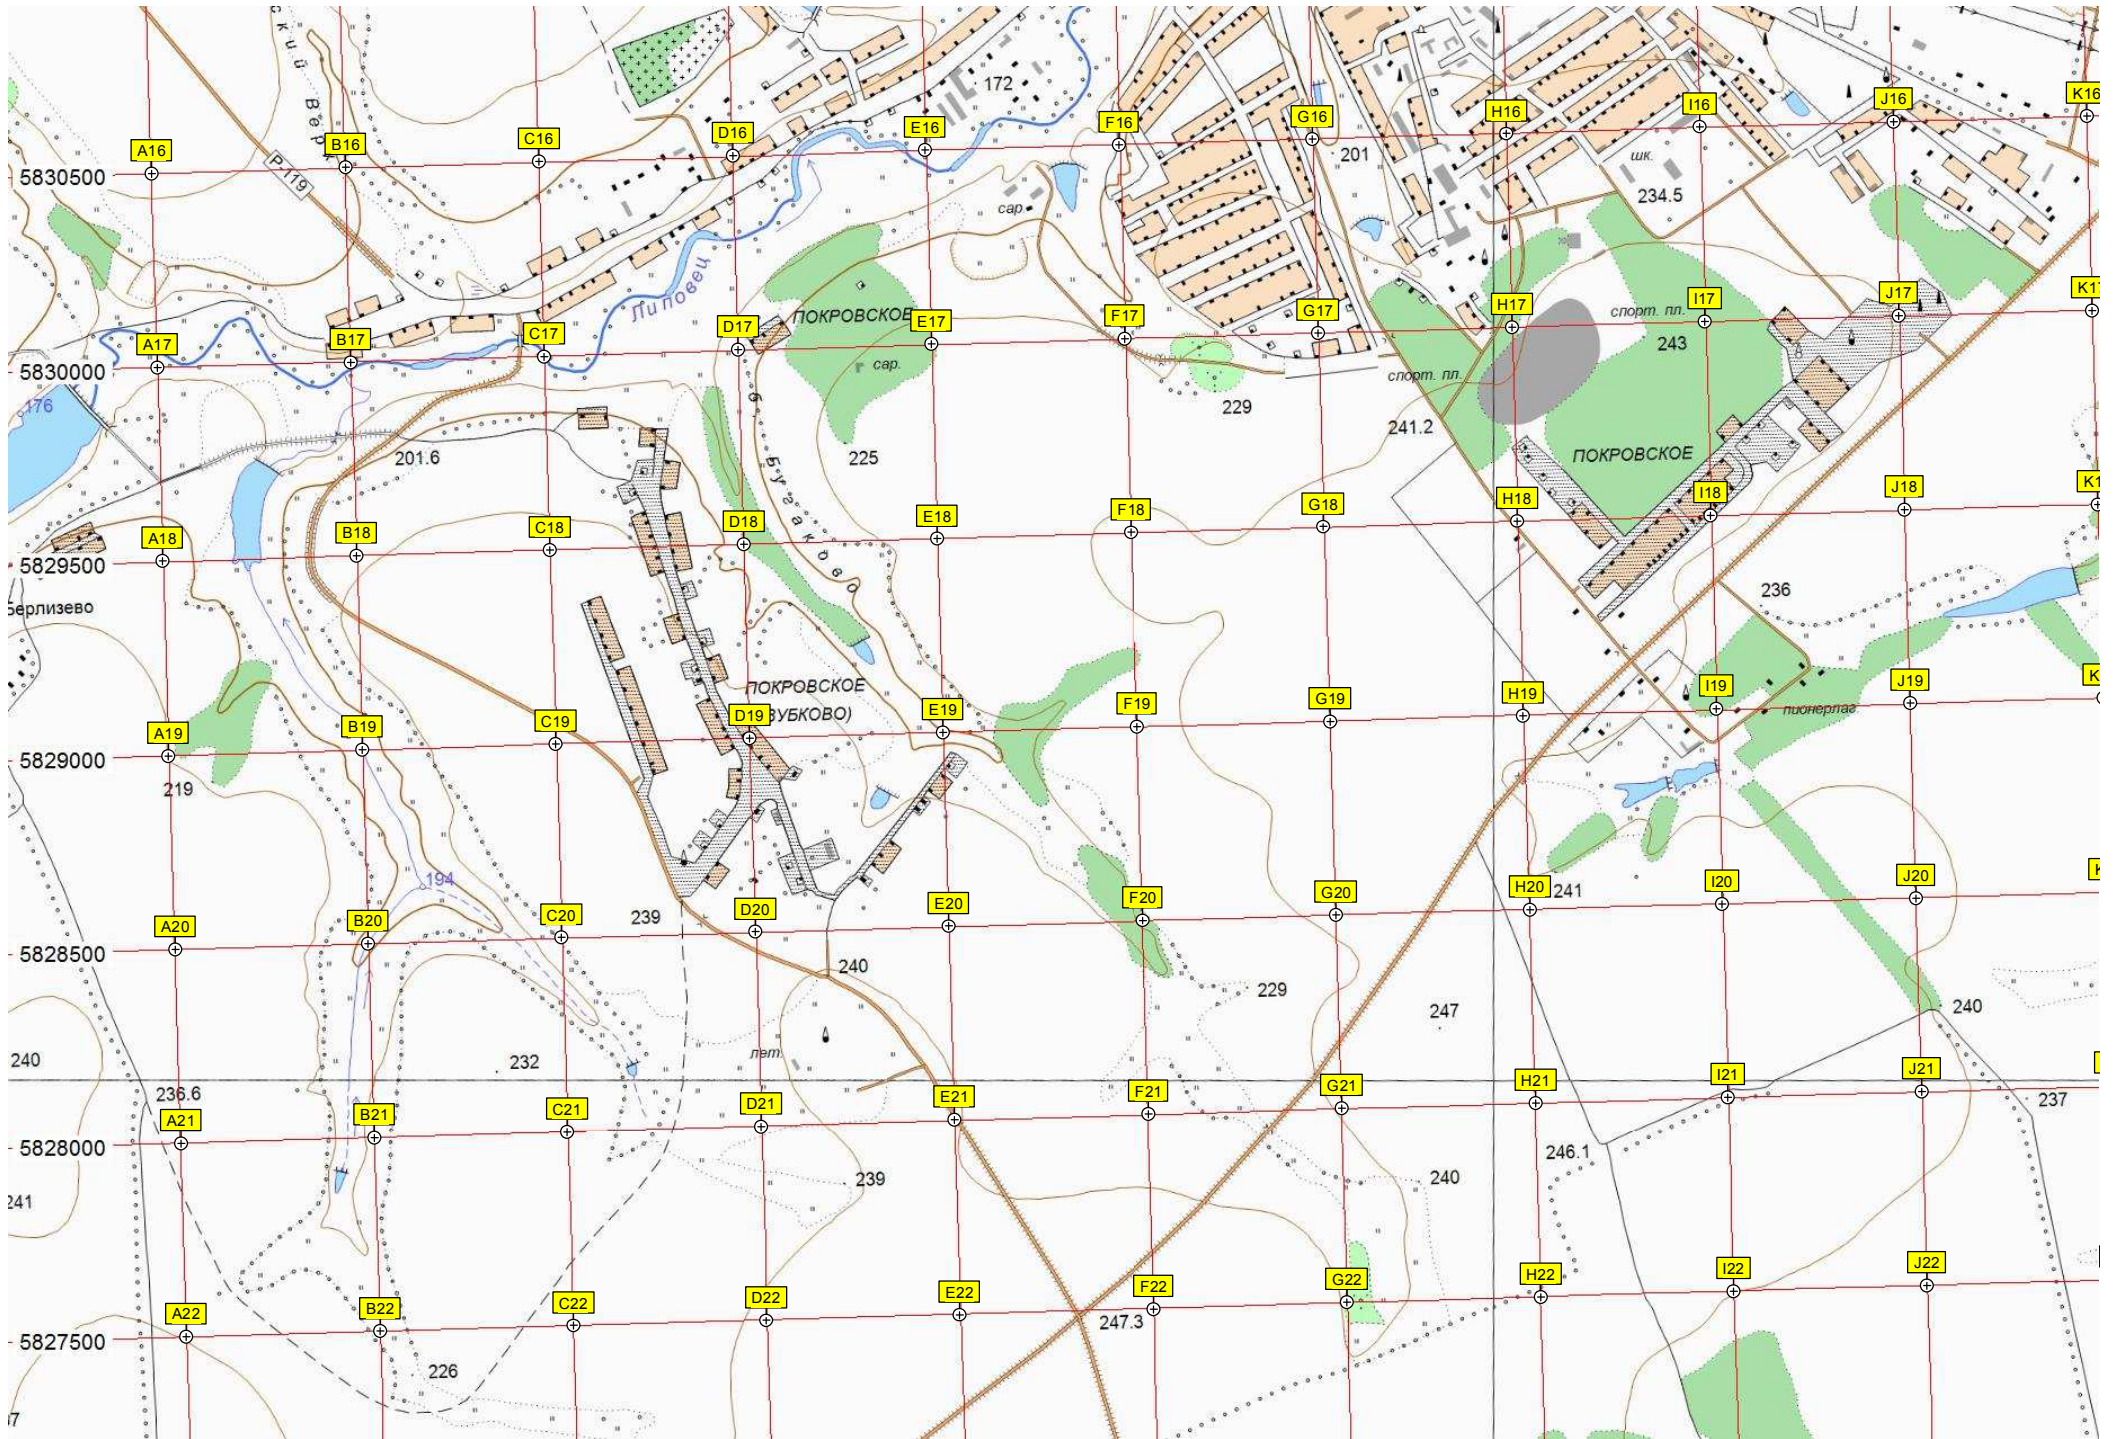 ский Верх
172
D16
E16
F16
G16
H16
I16
J16
K16
A16
B16
C16
Р-119
5830500
201
шк.
234.5
сар.
Липовец
ПОКРОВСКОЕ
A17
B17
C17
D17
E17
F17
G17
H17
спорт. пл.
I17
J17
K17
243
5830000
сар.
176
спорт. пл.
229
б. Бугаково
241.2
201.6
225
ПОКРОВСКОЕ
A18
B18
C18
D18
E18
F18
G18
H18
I18
J18
5829500
Берлизево
236
ПОКРОВСКОЕ
(ЗУБКОВО)
A19
B19
C19
D19
E19
F19
G19
H19
I19
J19
пионерлаг.
5829000
219
194
A20
B20
C20
239
D20
E20
F20
G20
H20
241
I20
J20
5828500
240
229
247
240
лет.
240
232
236.6
A21
B21
C21
D21
E21
F21
G21
H21
I21
J21
237
5828000
246.1
239
240
241
A22
B22
C22
D22
E22
F22
G22
H22
I22
J22
5827500
247.3
226